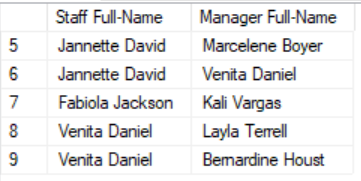 Staff Full-Name Manager Full-Name
5 Jannette David Marcelene Boyer
6 Jannette David Venita Daniel
7 Fabiola Jackson Kali Vargas
8 Venita Daniel Layla Terrell
9 Venita Daniel Bernardine Houst